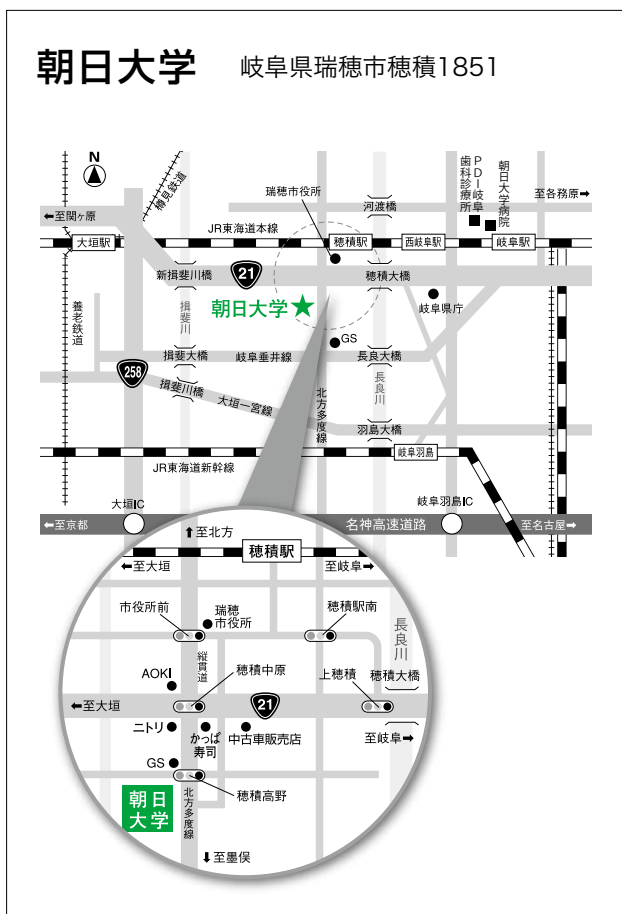 朝日大学 岐阜県瑞穂市穂積1851
N
樽見鉄道
瑞穂市役所
河渡橋
PDI岐阜
歯科診療所
朝日大学病院
至各務原→
←至関ヶ原
JR東海道本線
大垣駅
穂積駅
西岐阜駅
岐阜駅
新揖斐川橋
21
穂積大橋
朝日大学★
岐阜県庁
養老鉄道
揖斐川
GS
揖斐大橋
岐阜垂井線
長良大橋
258
揖斐川橋
大垣一宮線
北方多度線
長良川
羽島大橋
岐阜羽島
JR東海道新幹線
大垣IC
岐阜羽島IC
←至京都
名神高速道路
至名古屋→
↑至北方
穂積駅
←至大垣
至岐阜→
市役所前
瑞穂
市役所
穂積駅南
長良川
縦貫道
AOKI
穂積中原
上穂積
穂積大橋
←至大垣
21
ニトリ
かっぱ
寿司
中古車販売店
至岐阜→
GS
穂積高野
朝日
大学
北方多度線
↓至墨俣